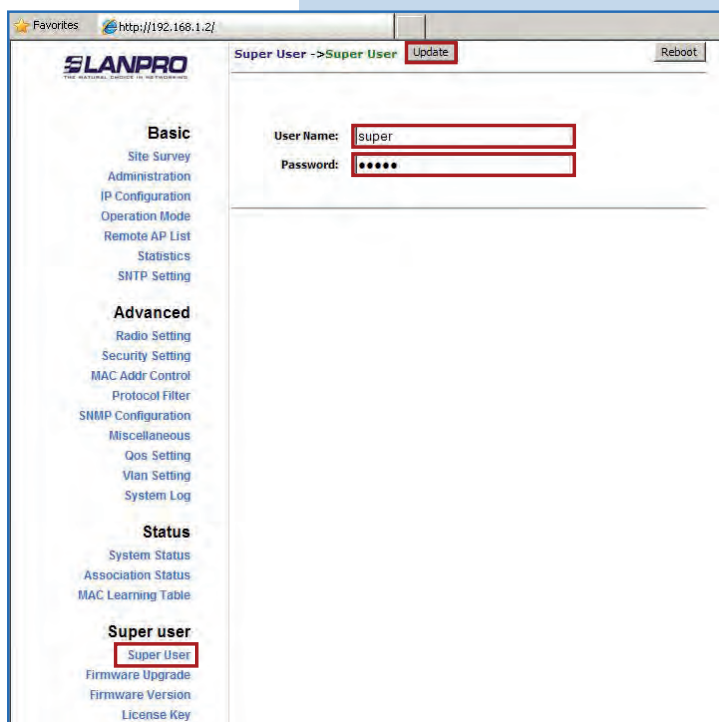 Favorites http://192.168.1.2/
LANPRO
THE NATURAL CHOICE IN NETWORKING
Super User ->Super User Update Reboot
User Name: super
Password: ●●●●●
Basic
Site Survey
Administration
IP Configuration
Operation Mode
Remote AP List
Statistics
SNTP Setting
Advanced
Radio Setting
Security Setting
MAC Addr Control
Protocol Filter
SNMP Configuration
Miscellaneous
Qos Setting
Vlan Setting
System Log
Status
System Status
Association Status
MAC Learning Table
Super user
Super User
Firmware Upgrade
Firmware Version
License Key